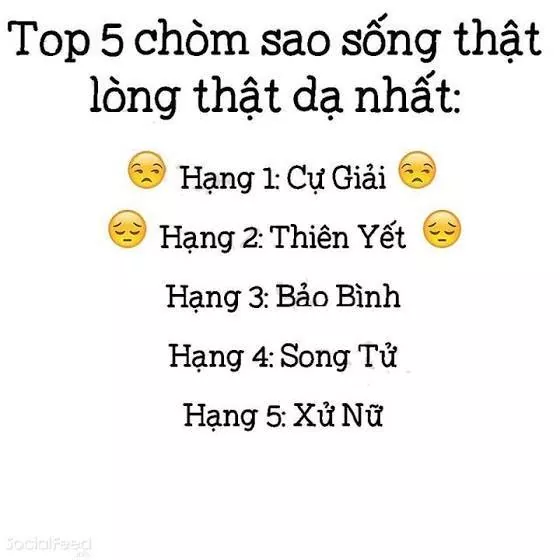 Top 5 chòm sao sống thật
lòng thật dạ nhất:
Hạng 1: Cự Giải
Hạng 2: Thiên Yết
Hạng 3: Bảo Bình
Hạng 4: Song Tử
Hạng 5: Xử Nữ
SocialFeed